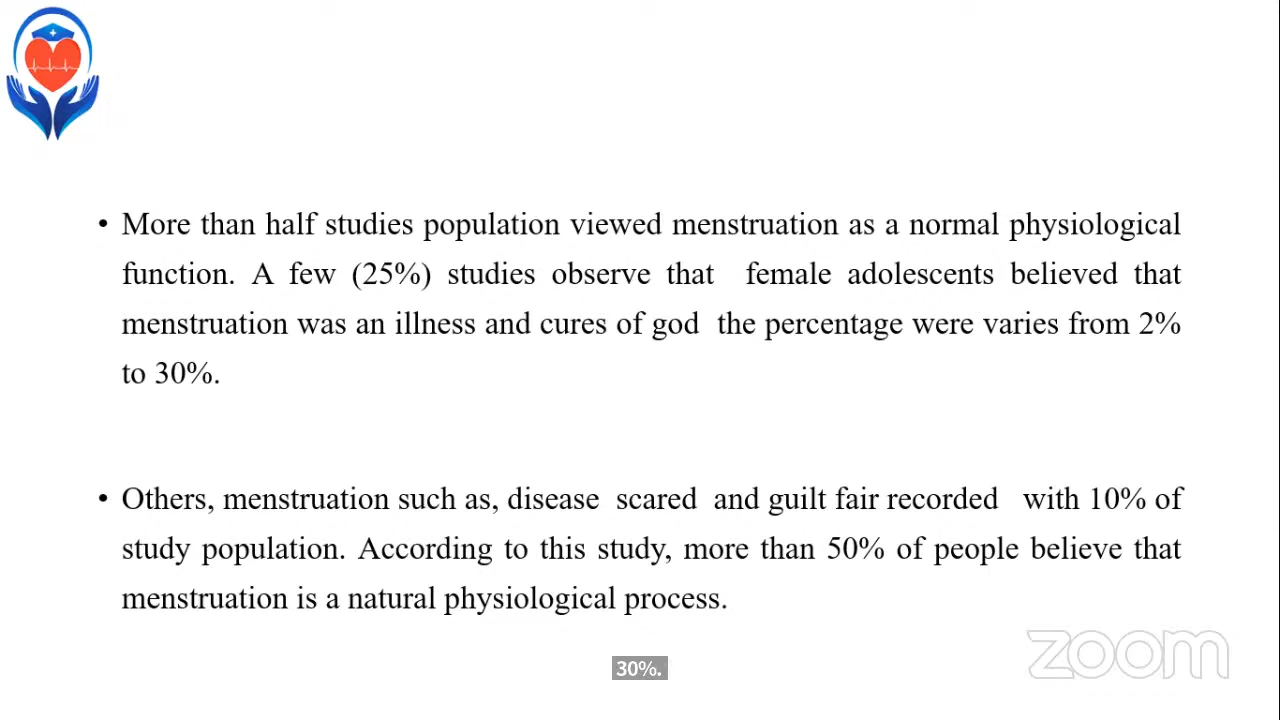 • More than half studies population viewed menstruation as a normal physiological
function. A few (25%) studies observe that female adolescents believed that
menstruation was an illness and cures of god the percentage were varies from 2%
to 30%.
• Others, menstruation such as, disease scared and guilt fair recorded with 10% of
study population. According to this study, more than 50% of people believe that
menstruation is a natural physiological process.
zoom
30%.